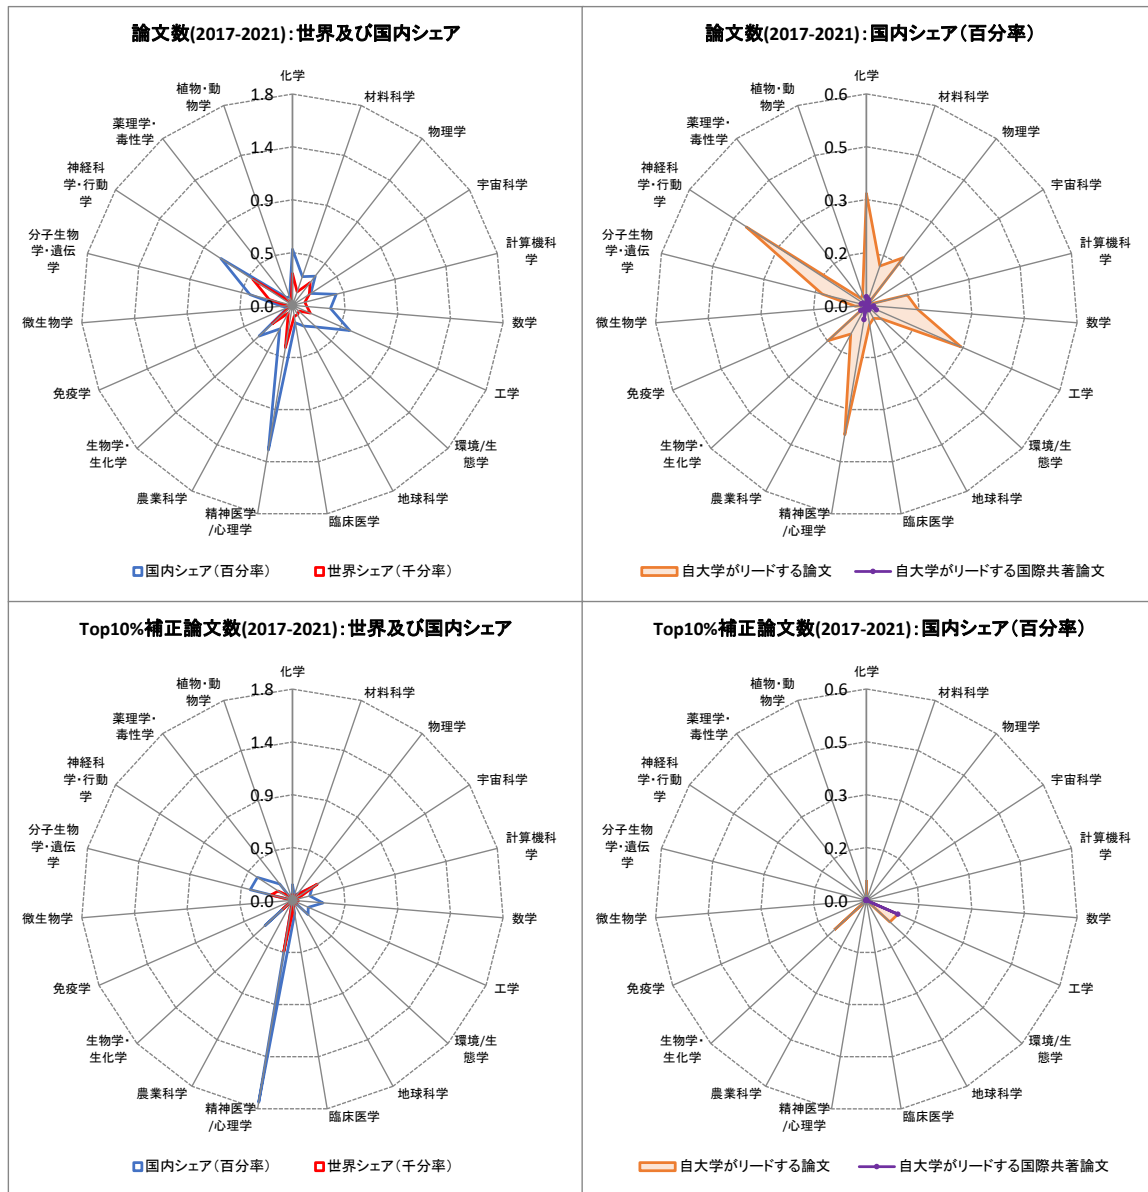 論文数(2017-2021):世界及び国内シェア
化学
材料科学
物理学
宇宙科学
計算機科
学
数学
工学
環境/生
態学
地球科学
臨床医学
精神医学
/心理学
農業科学
生物学・
生化学
免疫学
微生物学
分子生物
学・遺伝
学
神経科
学・行動
学
薬理学・
毒性学
植物・動
物学
1.8
1.4
0.9
0.5
0.0
国内シェア(百分率)
世界シェア(千分率)
論文数(2017-2021):国内シェア(百分率)
化学
材料科学
物理学
宇宙科学
計算機科
学
数学
工学
環境/生
態学
地球科学
臨床医学
精神医学
/心理学
農業科学
生物学・
生化学
免疫学
微生物学
分子生物
学・遺伝
学
神経科
学・行動
学
薬理学・
毒性学
植物・動
物学
0.6
0.5
0.3
0.2
0.0
自大学がリードする論文
自大学がリードする国際共著論文
Top10%補正論文数(2017-2021):世界及び国内シェア
化学
材料科学
物理学
宇宙科学
計算機科
学
数学
工学
環境/生
態学
地球科学
臨床医学
精神医学
/心理学
農業科学
生物学・
生化学
免疫学
微生物学
分子生物
学・遺伝
学
神経科
学・行動
学
薬理学・
毒性学
植物・動
物学
1.8
1.4
0.9
0.5
0.0
国内シェア(百分率)
世界シェア(千分率)
Top10%補正論文数(2017-2021):国内シェア(百分率)
化学
材料科学
物理学
宇宙科学
計算機科
学
数学
工学
環境/生
態学
地球科学
臨床医学
精神医学
/心理学
農業科学
生物学・
生化学
免疫学
微生物学
分子生物
学・遺伝
学
神経科
学・行動
学
薬理学・
毒性学
植物・動
物学
0.6
0.5
0.3
0.2
0.0
自大学がリードする論文
自大学がリードする国際共著論文